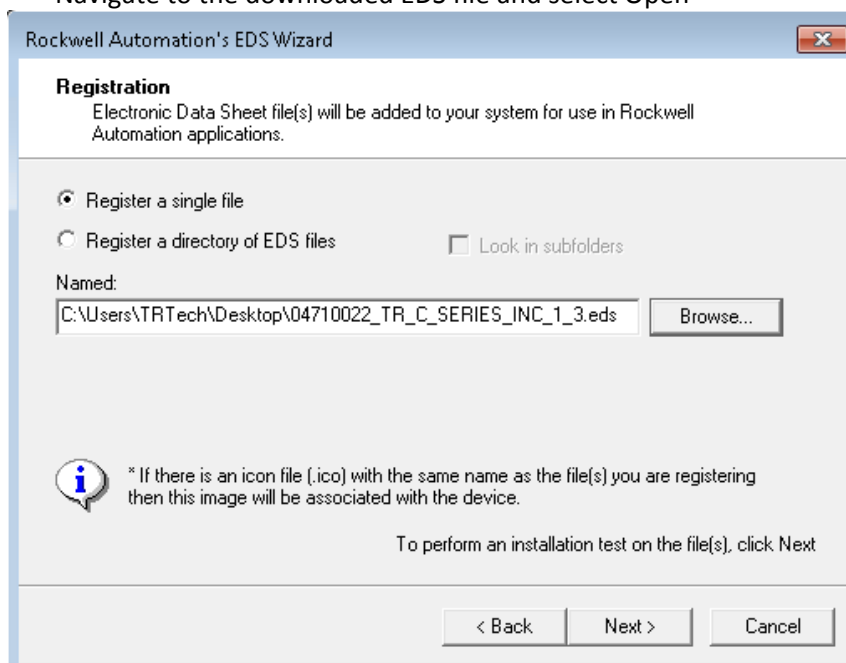 Navigate to the downloaded EDS file and select Open
Rockwell Automation's EDS Wizard
Registration
Electronic Data Sheet file(s) will be added to your system for use in Rockwell
Automation applications.
Register a single file
Register a directory of EDS files
Look in subfolders
Named:
C:\Users\TRTech\Desktop\04710022_TR_C_SERIES_INC_1_3.eds
Browse...
* If there is an icon file (.ico) with the same name as the file(s) you are registering
then this image will be associated with the device.
To perform an installation test on the file(s), click Next
< Back
Next >
Cancel